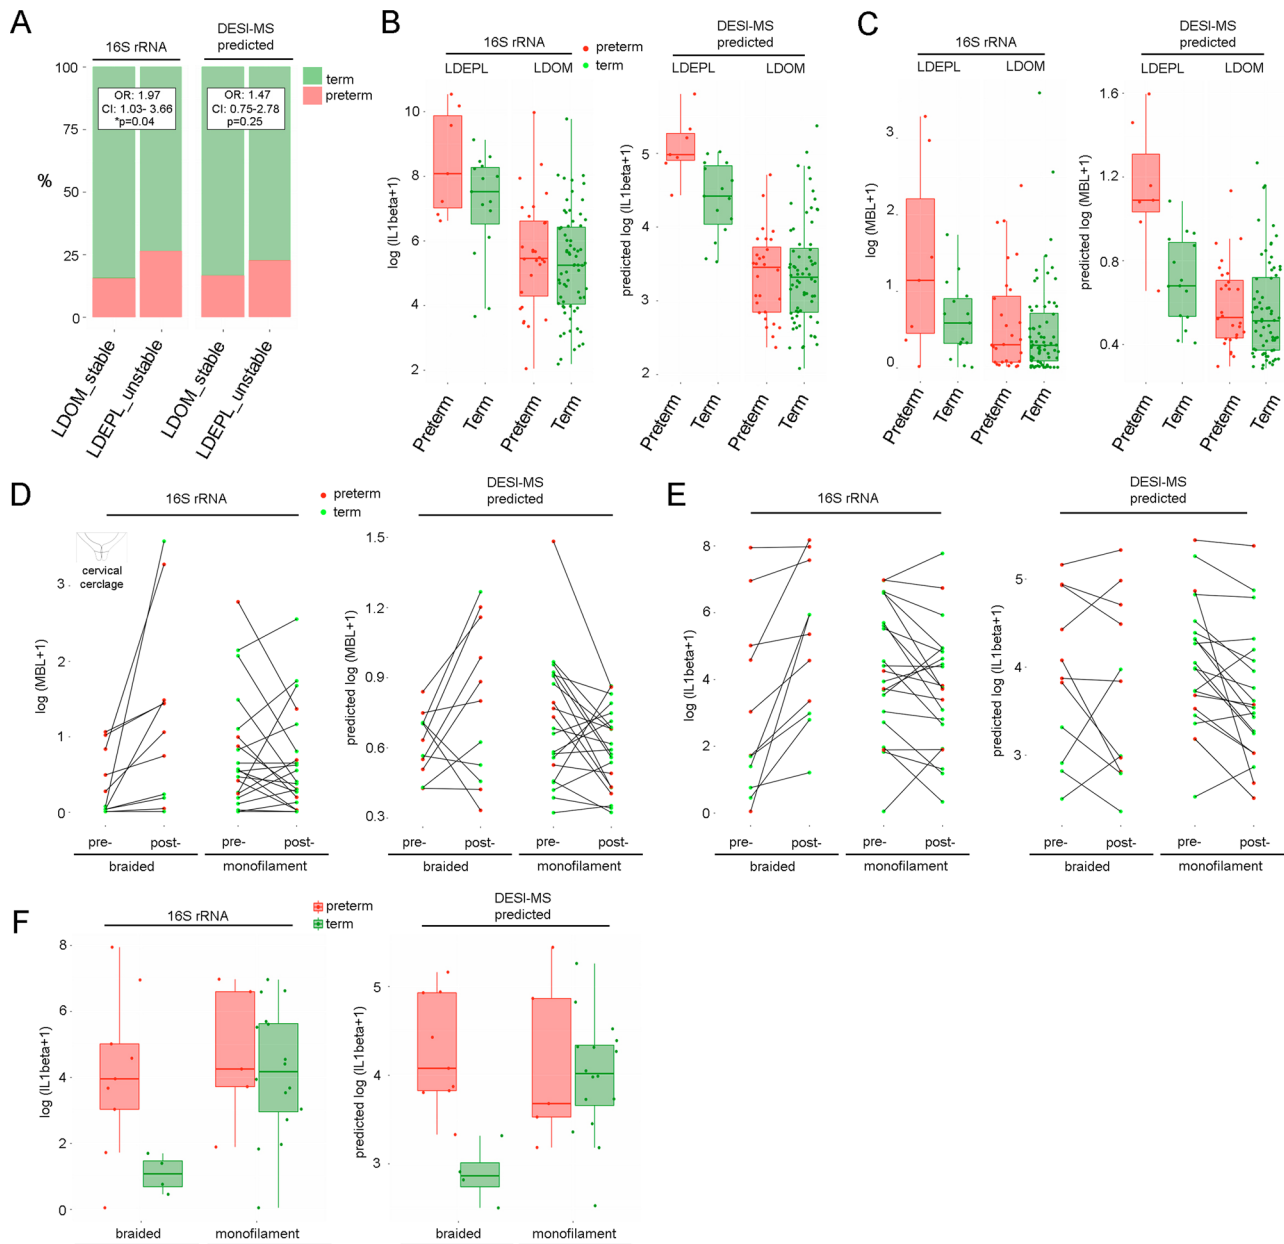 A
16S rRNA
DESI-MS
predicted
100
75
%
50
25
0
OR: 1.97
CI: 1.03- 3.66
*p=0.04
OR: 1.47
CI: 0.75-2.78
p=0.25
term
preterm
LDOM_stable
LDEPL_unstable
LDOM_stable
LDEPL_unstable
B
16S rRNA
preterm
term
LDEPL
LDOM
log (IL1beta+1)
10
8
6
4
2
Preterm
Term
Preterm
Term
DESI-MS
predicted
LDEPL
LDOM
predicted log (IL1beta+1)
5
4
3
2
Preterm
Term
Preterm
Term
C
16S rRNA
LDEPL
LDOM
log (MBL+1)
3
2
1
0
Preterm
Term
Preterm
Term
DESI-MS
predicted
LDEPL
LDOM
predicted log (MBL+1)
1.6
1.2
0.8
0.4
Preterm
Term
Preterm
Term
D
16S rRNA
preterm
term
cervical
cerclage
log (MBL+1)
3
2
1
0
pre-
post-
pre-
post-
braided
monofilament
DESI-MS
predicted
predicted log (MBL+1)
1.5
1.2
0.9
0.6
0.3
pre-
post-
pre-
post-
braided
monofilament
E
16S rRNA
log (IL1beta+1)
8
6
4
2
0
pre-
post-
pre-
post-
braided
monofilament
DESI-MS
predicted
predicted log (IL1beta+1)
5
4
3
pre-
post-
pre-
post-
braided
monofilament
F
16S rRNA
preterm
term
log (IL1beta+1)
8
6
4
2
0
braided
monofilament
DESI-MS
predicted
predicted log (IL1beta+1)
5
4
3
braided
monofilament